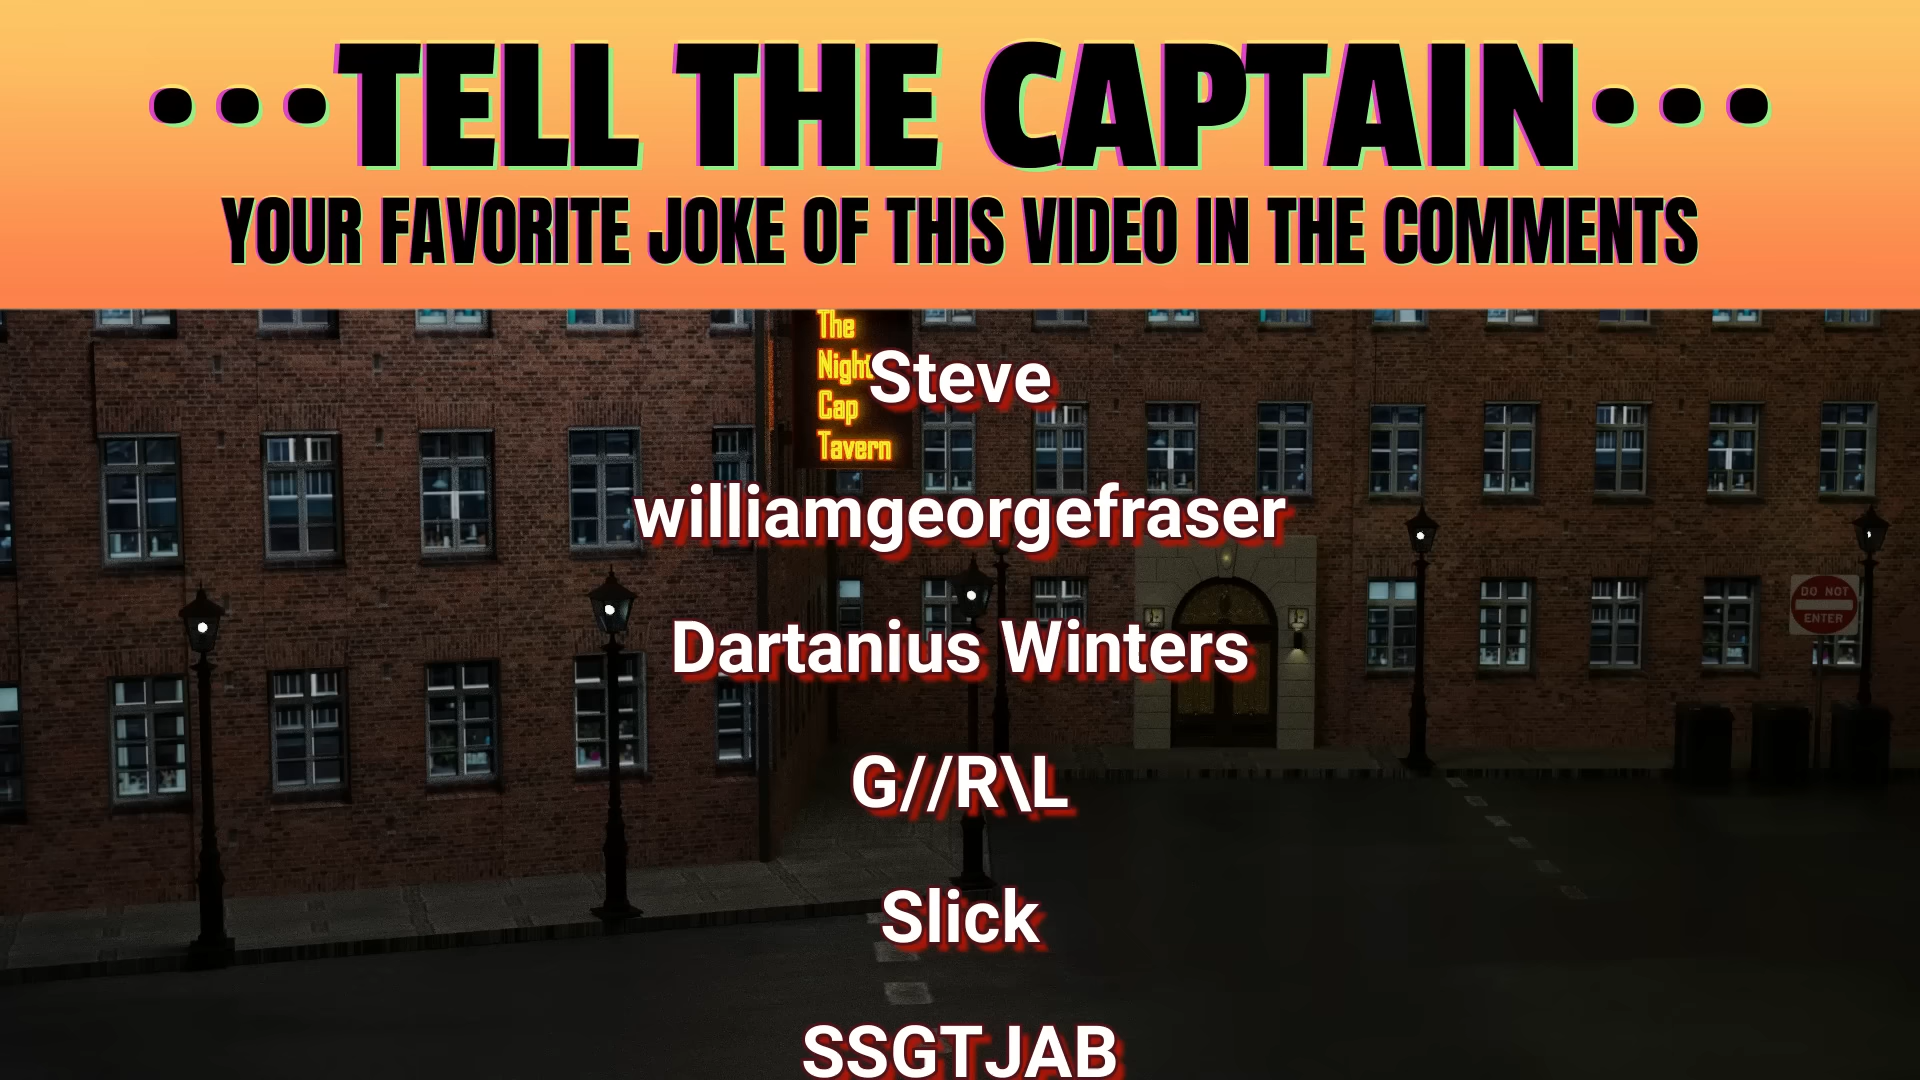 •••TELL THE CAPTAIN•••
YOUR FAVORITE JOKE OF THIS VIDEO IN THE COMMENTS
The
Night
Cap
Tavern
Steve
williamgeorgefraser
Dartanius Winters
DO NOT
ENTER
G//R\L
Slick
SSGTJAB